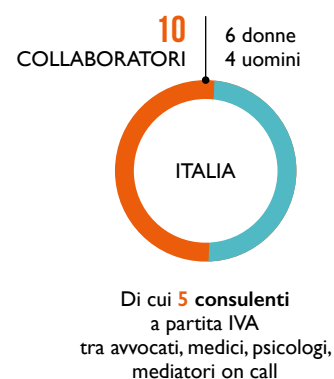 10
COLLABORATORI
6 donne
4 uomini
ITALIA
Di cui 5 consulenti
a partita IVA
tra avvocati, medici, psicologi,
mediatori on call